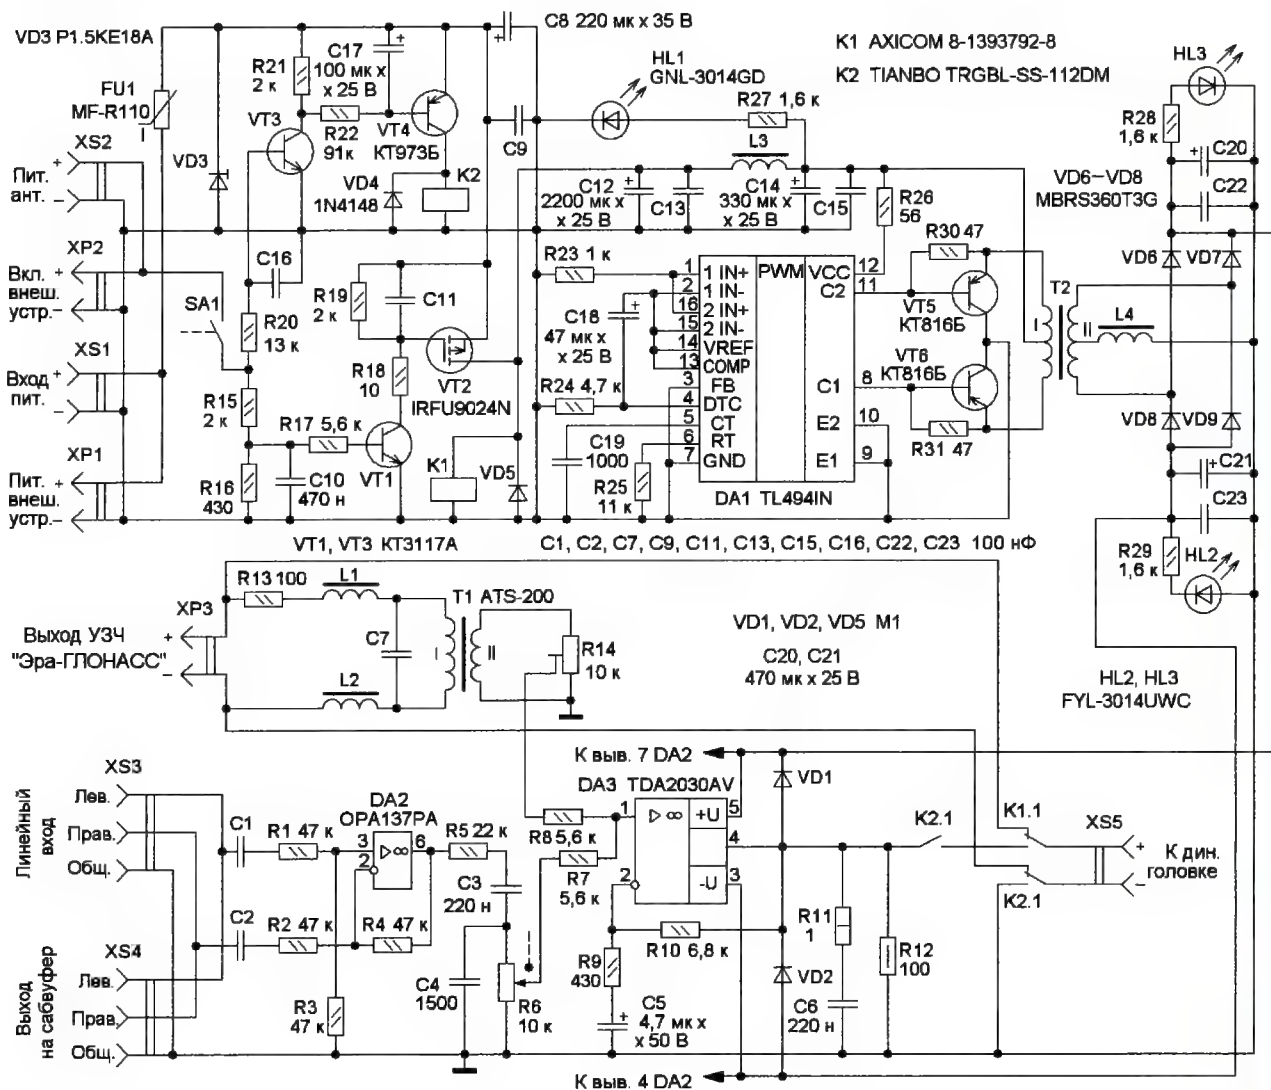 C8 220 мк х 35 В
VD3 P1.5KE18A
R21
2 к
C17
100 мк х
х 25 В
HL1
GNL-3014GD
K1 AXICOM 8-1393792-8
K2 TIANBO TRGBL-SS-112DM
HL3
FU1
MF-R110
I
VT3
R22
91к
VT4
КТ973Б
C9
R27 1,6 к
R28
1,6 к
C20
C22
XS2
+
Пит.
ант.
−
VD3
VD4
1N4148
K2
L3
C12
2200 мк х
х 25 В
C13
C14
330 мк х
х 25 В
C15
R26
56
VD6−VD8
MBRS360T3G
XP2
Вкл. +
внеш.
устр.−
SA1
C16
R20
13 к
R19
2 к
C11
R23 1 к
C18
47 мк х
х 25 В
1
2
16
15
14
13
3
4
5
6
7
1 IN+
1 IN-
2 IN+
2 IN-
VREF
COMP
FB
DTC
CT
RT
GND
PWM
VCC
C2
C1
E2
E1
12
11
8
10
9
DA1 TL494IN
R30 47
VT5
КТ816Б
VT6
КТ816Б
R31 47
T2
I
II
L4
VD6
VD7
VD8
VD9
XS1
Вход +
пит. −
R15
2 к
R18
10
VT2
IRFU9024N
R24 4,7 к
XP1
Пит. +
внеш.
устр.−
R16
430
R17 5,6 к
C10
470 н
VT1
K1
VD5
C19
1000
R25
11 к
C21
C23
R29
1,6 к
HL2
VT1, VT3 КТ3117А
C1, C2, C7, C9, C11, C13, C15, C16, C22, C23 100 нФ
R13 100
L1
T1 ATS-200
XP3
Выход УЗЧ
"Эра-ГЛОНАСС"
+
−
C7
I
II
R14
10 к
L2
VD1, VD2, VD5 M1
C20, C21
470 мк х 25 В
HL2, HL3
FYL-3014UWC
К выв. 7 DA2
XS3
Линейный
вход
Лев.
Прав.
Общ.
C1
R1 47 к
DA2
OPA137PA
3
2
6
▷∞
R5 22 к
C3
220 н
R8 5,6 к
R7
5,6 к
DA3 TDA2030AV
1
2
▷ ∞
+U
-U
5
4
3
VD1
K2.1
K1.1
K2.1
XS5
+
−
К дин.
головке
C2
R2 47 к
R4 47 к
R10 6,8 к
R11
1
R12
100
XS4
Выход
на сабвуфер
Лев.
Прав.
Общ.
R3
47 к
C4
1500
R6
10 к
R9
430
C5
4,7 мк х
х 50 В
VD2
C6
220 н
К выв. 4 DA2